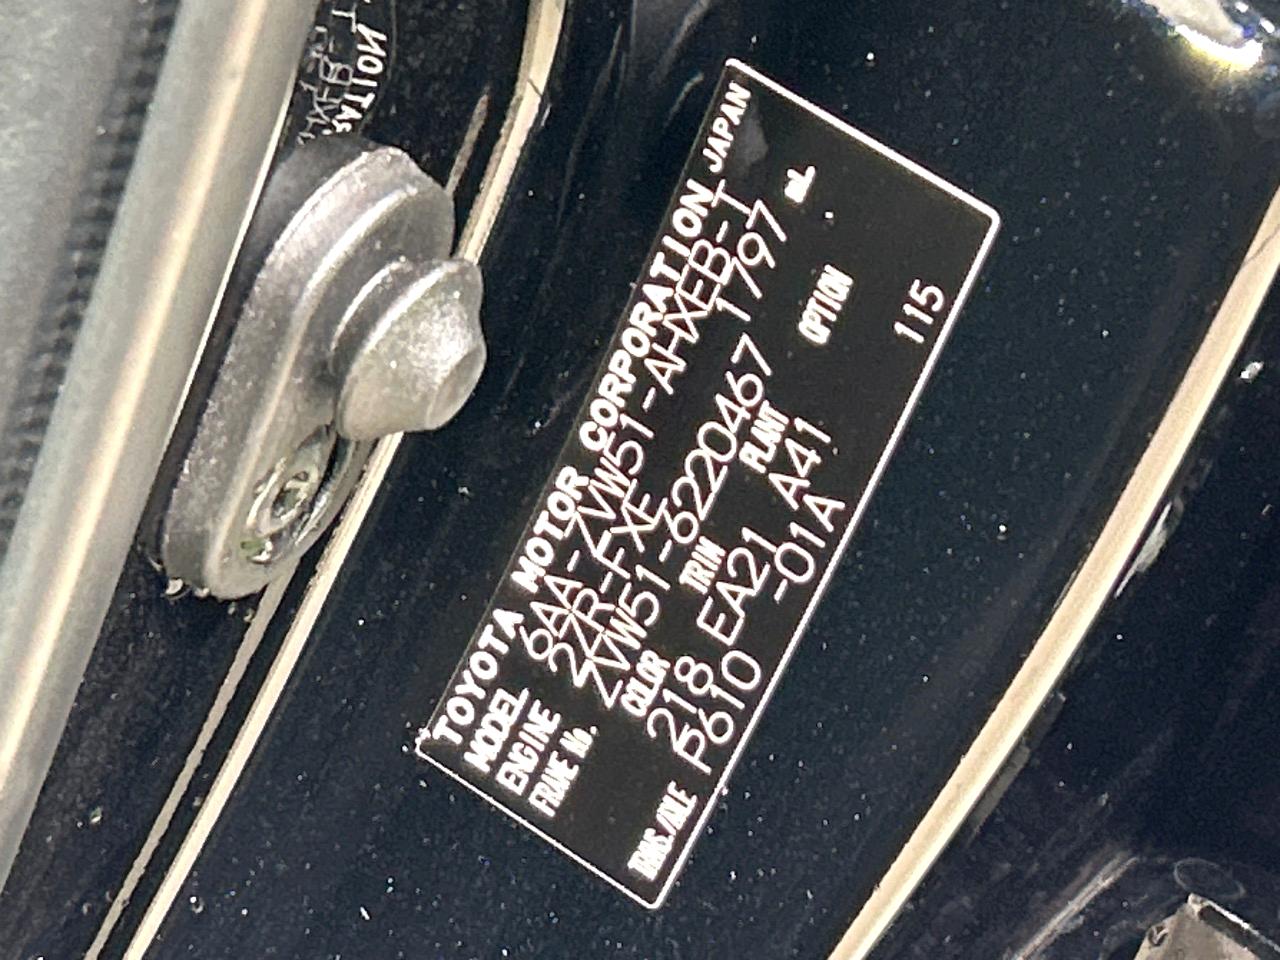 TOYOTA MOTOR CORPORATION JAPAN
MODEL 6AA-ZVW51-AHXEB-T
ENGINE 2ZR-FXE 1797 mL
FRAME No. ZVW51-6220467
COLOR TRIM PLANT OPTION
218 EA21 A41 115
TRANS./AXLE P610 -01A